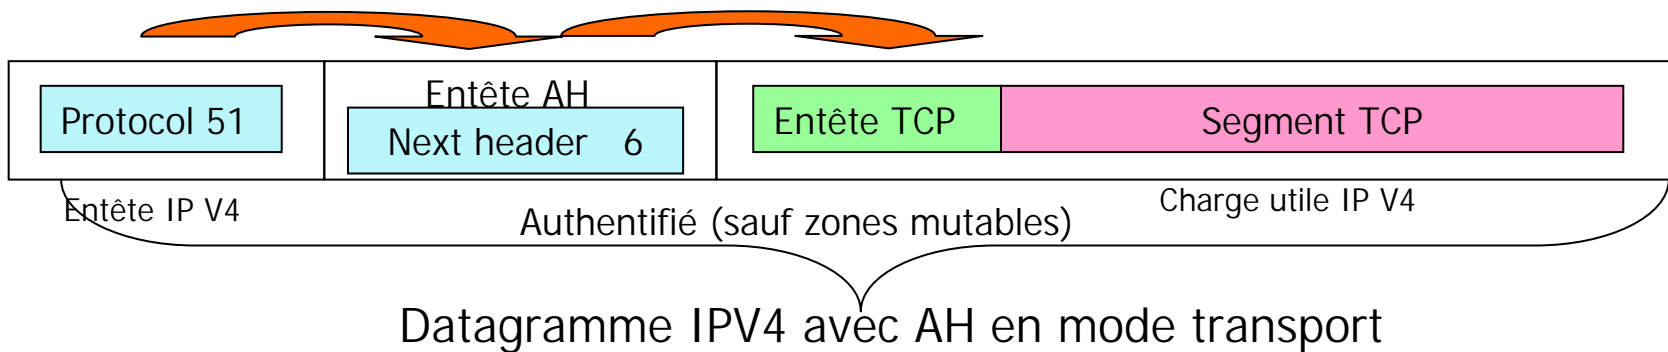 Entête AH
Protocol 51
Next header 6
Entête TCP
Segment TCP
Entête IP V4
Charge utile IP V4
Authentifié (sauf zones mutables)
Datagramme IPV4 avec AH en mode transport